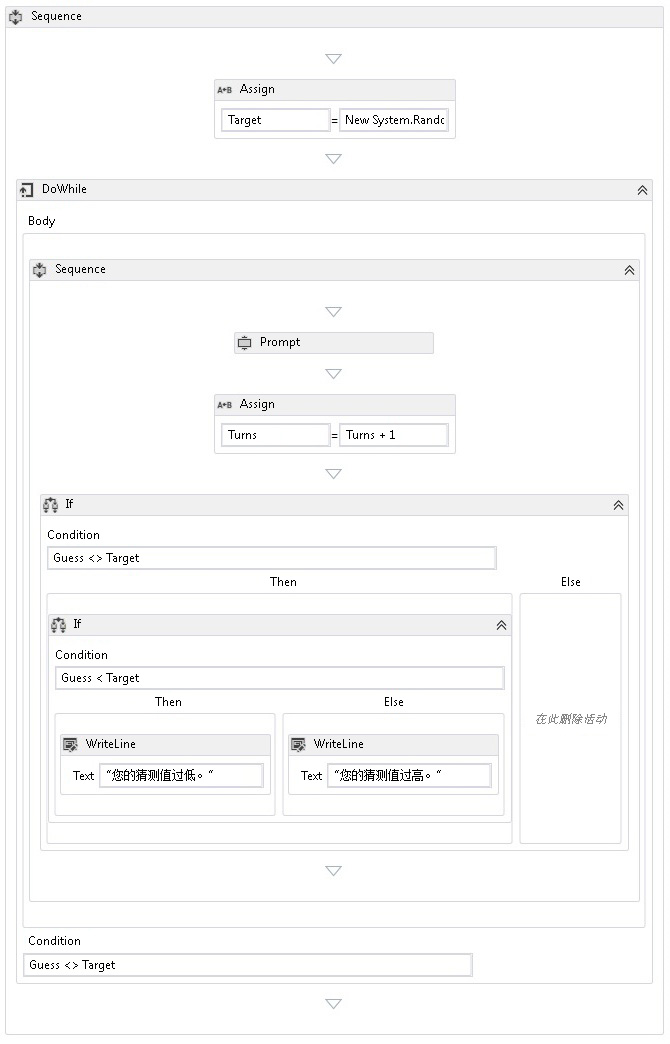 Sequence
A+B Assign
Target = New System.Rando
DoWhile
Body
Sequence
Prompt
A+B Assign
Turns = Turns + 1
If
Condition
Guess <> Target
Then Else
If
Condition
Guess < Target
Then Else
WriteLine WriteLine
Text “您的猜测值过低。“ Text “您的猜测值过高。“
在此删除活动
Condition
Guess <> Target